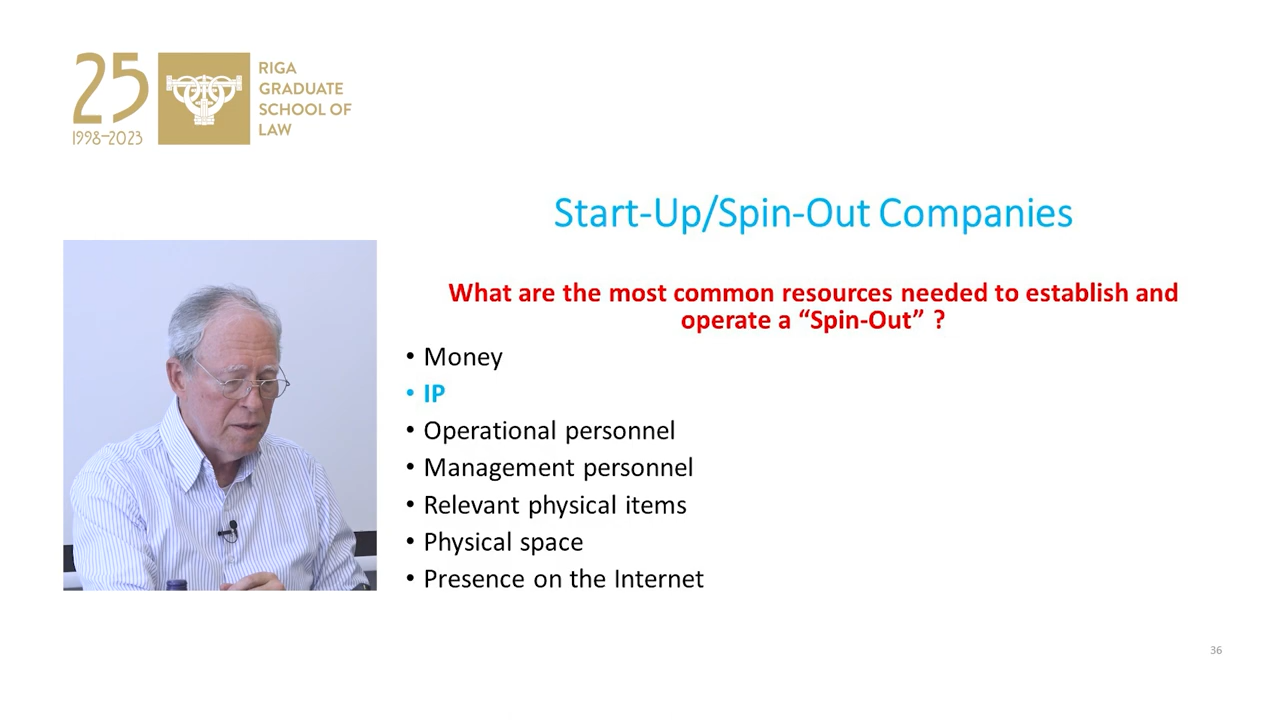 25
1998–2023
RIGA
GRADUATE
SCHOOL OF
LAW
Start-Up/Spin-Out Companies
What are the most common resources needed to establish and
operate a “Spin-Out” ?
• Money
• IP
• Operational personnel
• Management personnel
• Relevant physical items
• Physical space
• Presence on the Internet
36